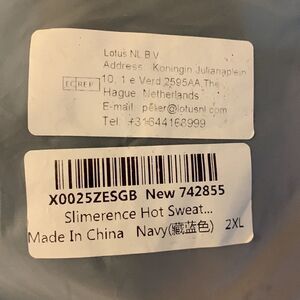 Lotus NL B.V
Address: Koningin Julianaplein
EC REP
10, 1 e Verd 2595AA The
Hague Netherlands
E-mail: peter@lotusnl.com
Tel: +31644168999
X0025ZESGB New 742855
Slimerence Hot Sweat...
Made In China Navy(藏蓝色) 2XL